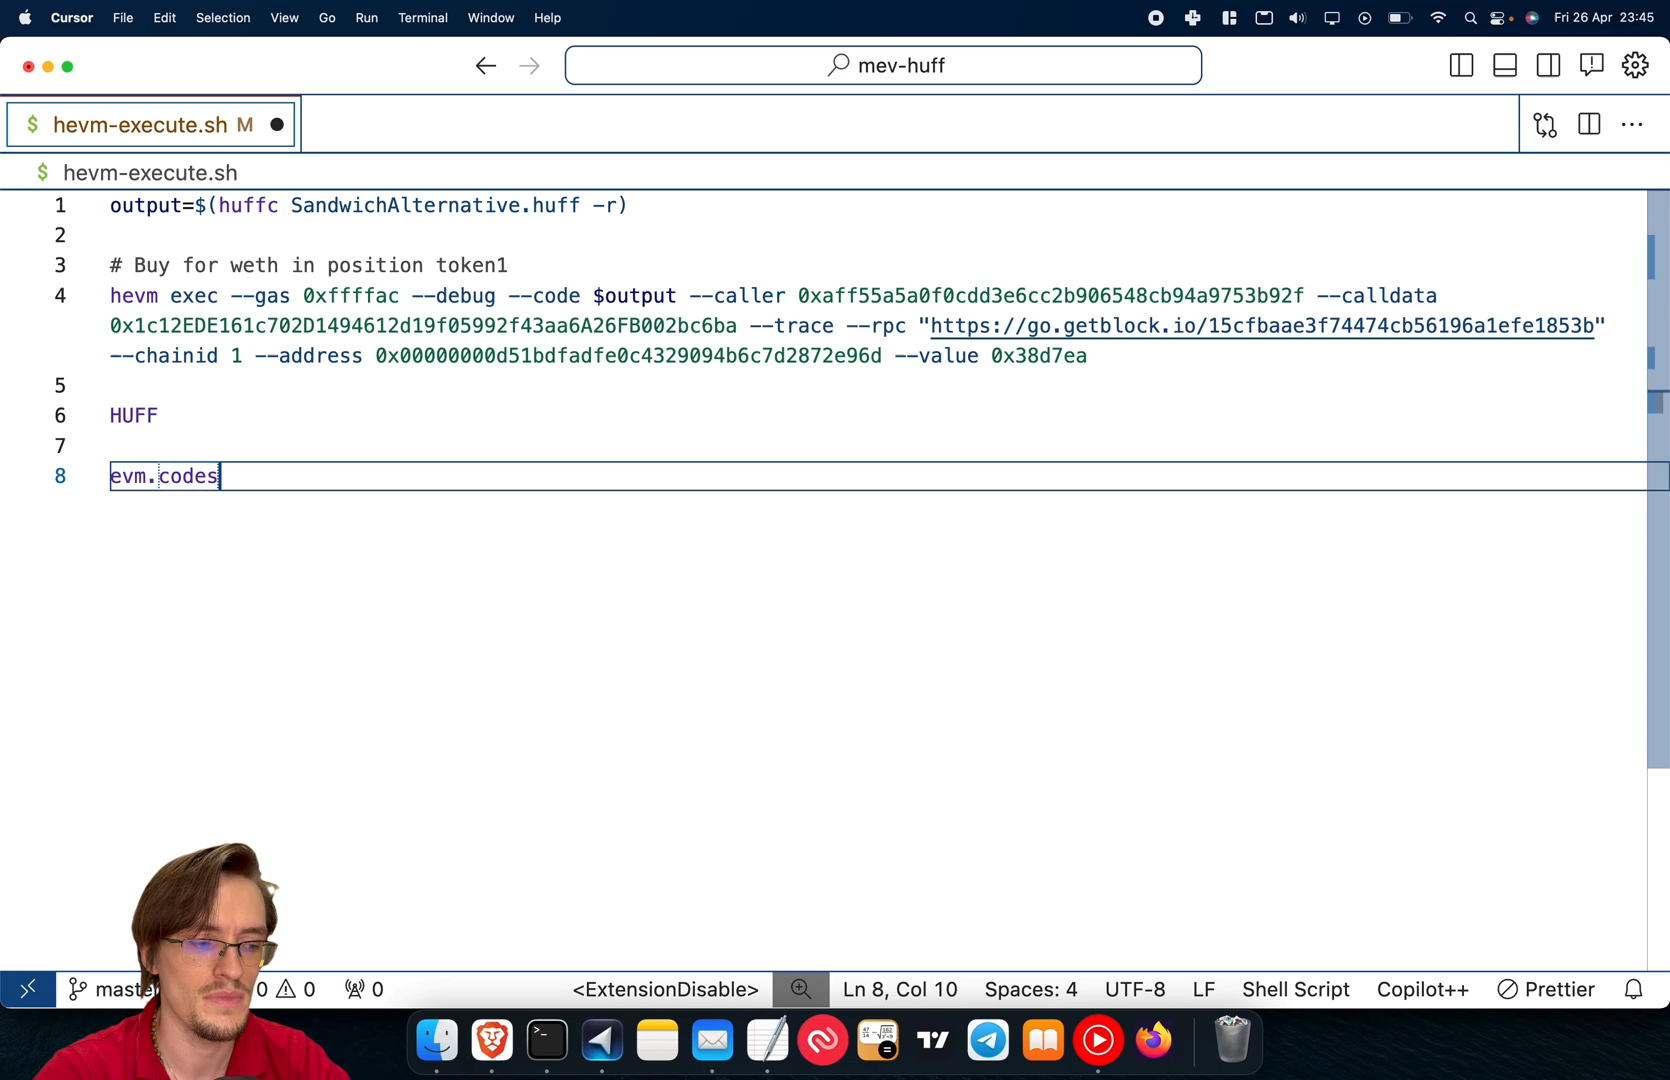 Cursor File Edit Selection View Go Run Terminal Window Help Fri 26 Apr 23:45
mev-huff
$ hevm-execute.sh M
$ hevm-execute.sh
1 output=$(huffc SandwichAlternative.huff -r)
2
3 # Buy for weth in position token1
4 hevm exec --gas 0xffffac --debug --code $output --caller 0xaff55a5a0f0cdd3e6cc2b906548cb94a9753b92f --calldata
0x1c12EDE161c702D1494612d19f05992f43aa6A26FB002bc6ba --trace --rpc "https://go.getblock.io/15cfbaae3f74474cb56196a1efe1853b"
--chainid 1 --address 0x00000000d51bdfadfe0c4329094b6c7d2872e96d --value 0x38d7ea
5
6 HUFF
7
8 evm.codes
0 0 0 <ExtensionDisable> Ln 8, Col 10 Spaces: 4 UTF-8 LF Shell Script Copilot++ Prettier